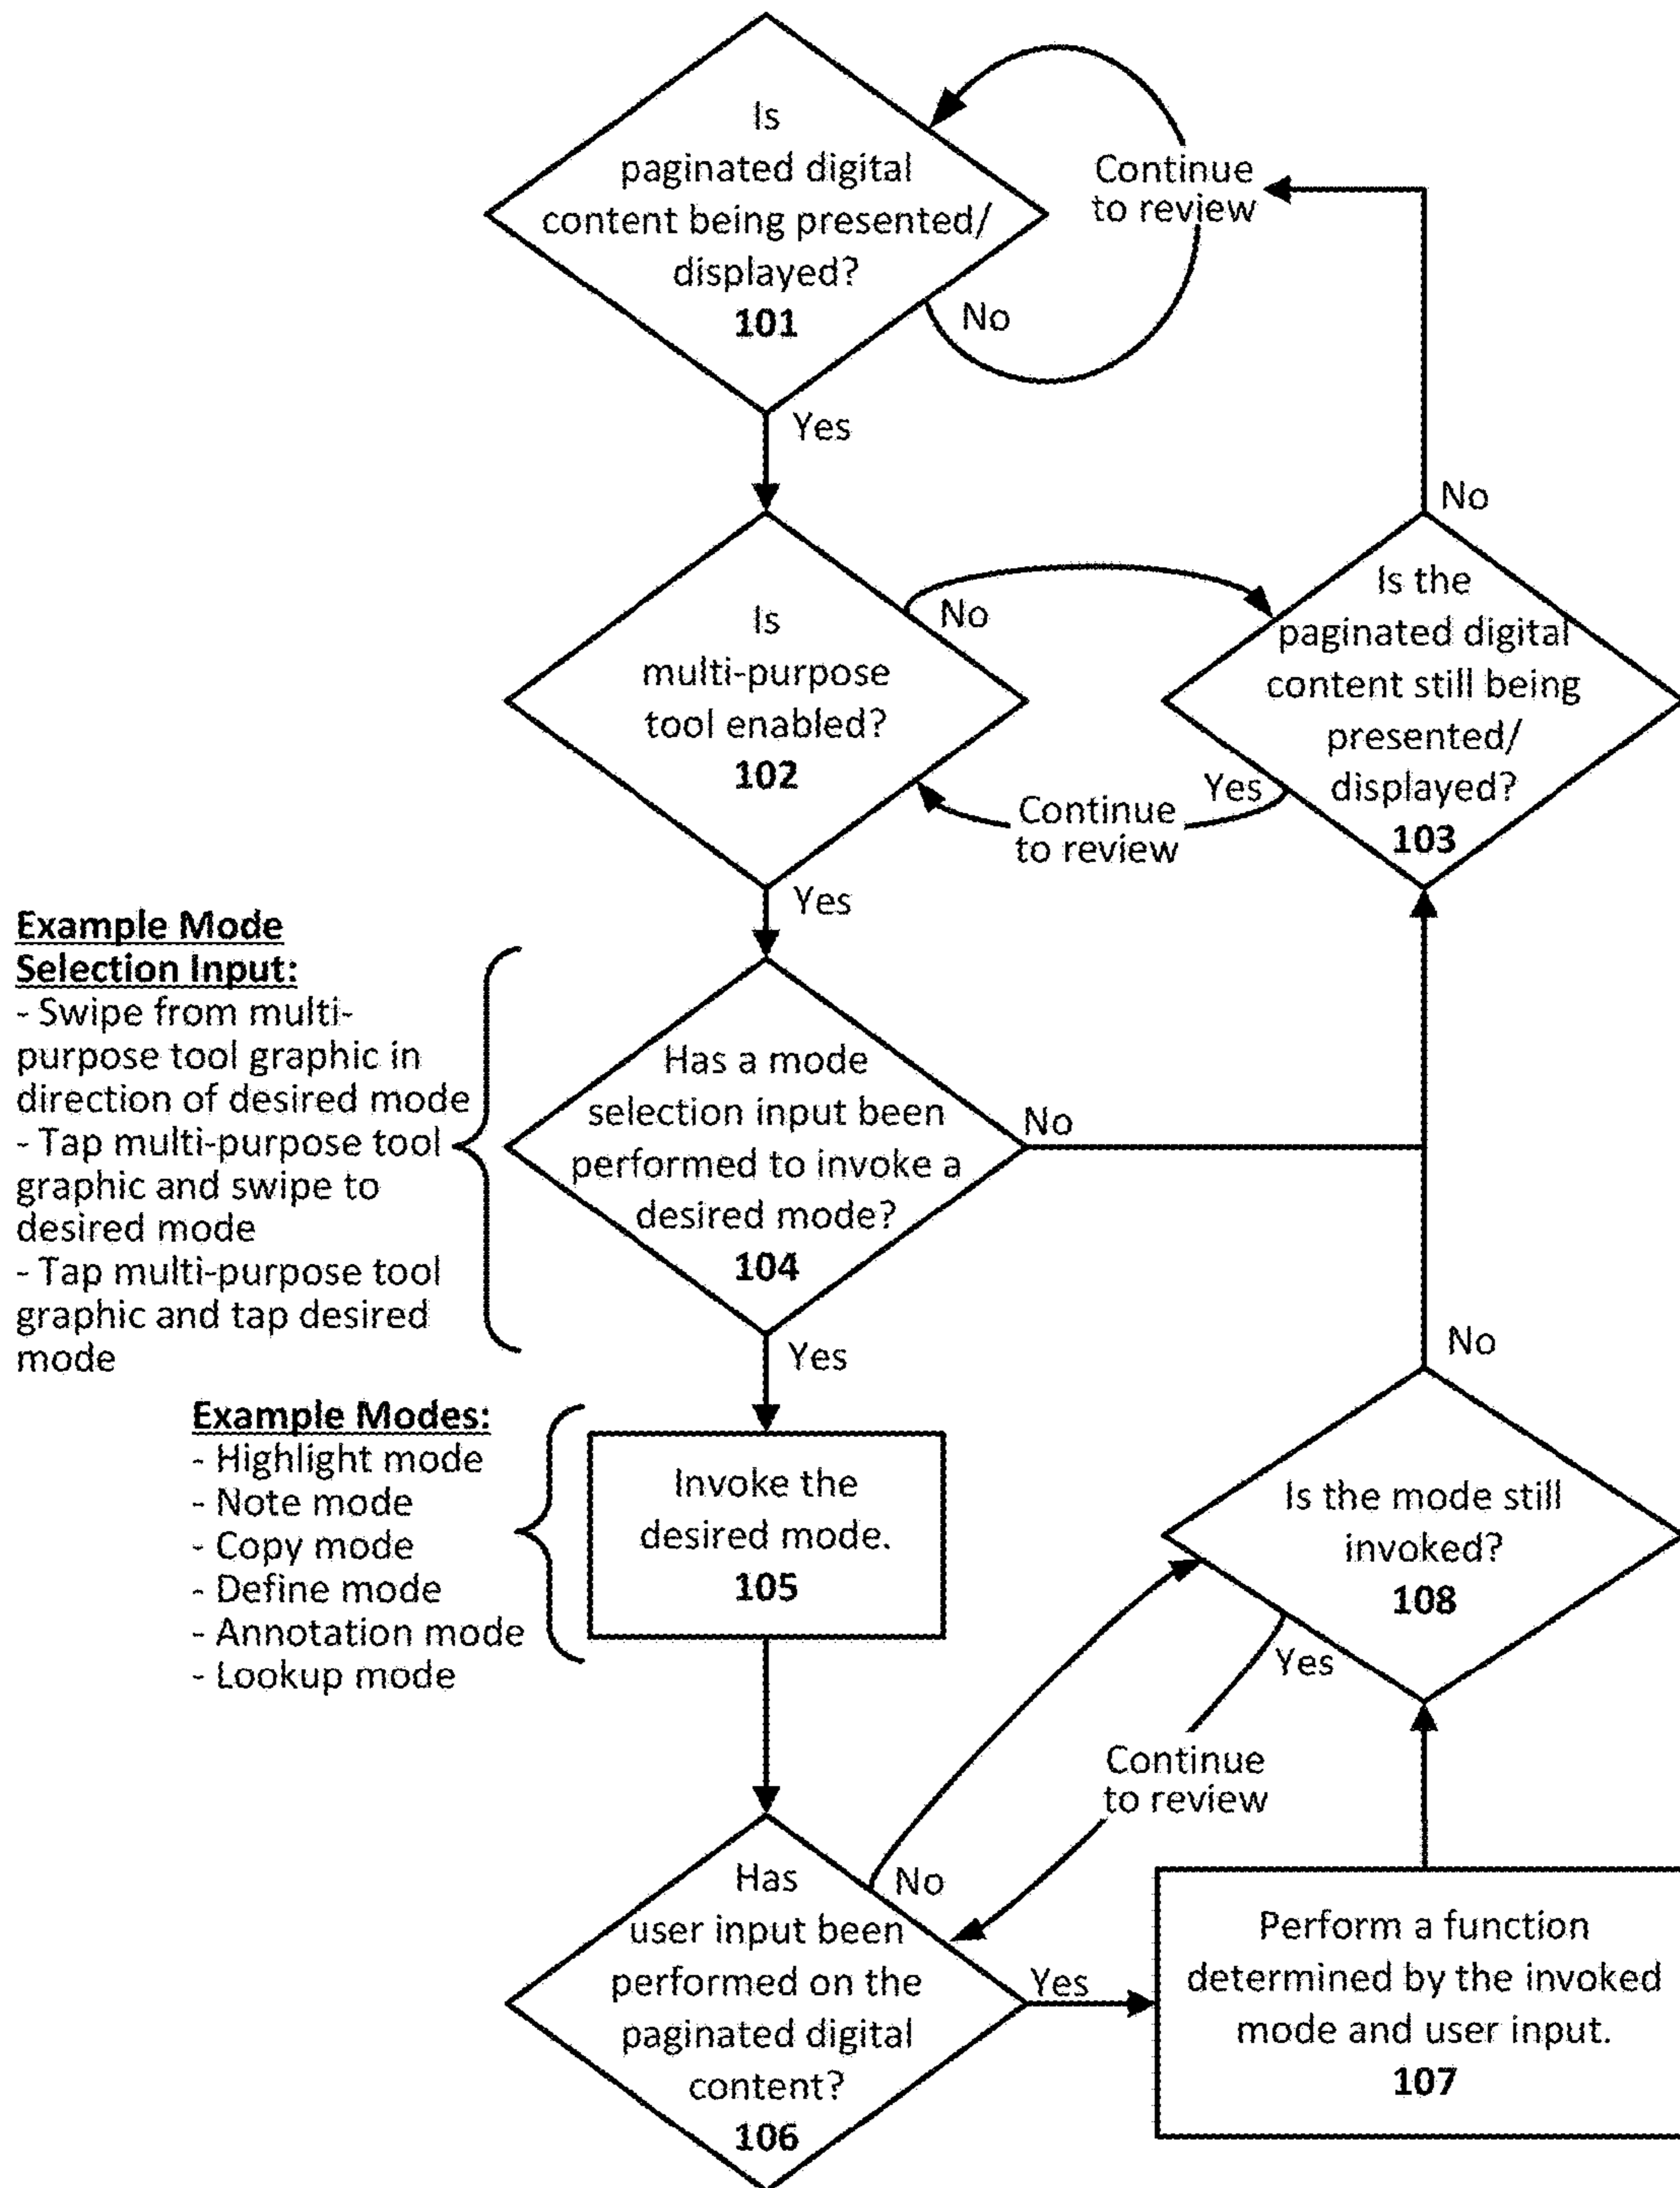 Is
paginated digital
content being presented/
displayed?
101
Continue
to review
No
Yes
Is
multi-purpose
tool enabled?
102
No
No
Is the
paginated digital
content still being
presented/
displayed?
103
Yes
Continue
to review
Yes
Example Mode
Selection Input:
- Swipe from multi-
purpose tool graphic in
direction of desired mode
- Tap multi-purpose tool
graphic and swipe to
desired mode
- Tap multi-purpose tool
graphic and tap desired
mode
Has a mode
selection input been
performed to invoke a
desired mode?
104
No
Yes
Example Modes:
- Highlight mode
- Note mode
- Copy mode
- Define mode
- Annotation mode
- Lookup mode
Invoke the
desired mode.
105
No
Is the mode still
invoked?
108
Yes
Continue
to review
Has
user input been
performed on the
paginated digital
content?
106
No
Yes
Perform a function
determined by the invoked
mode and user input.
107